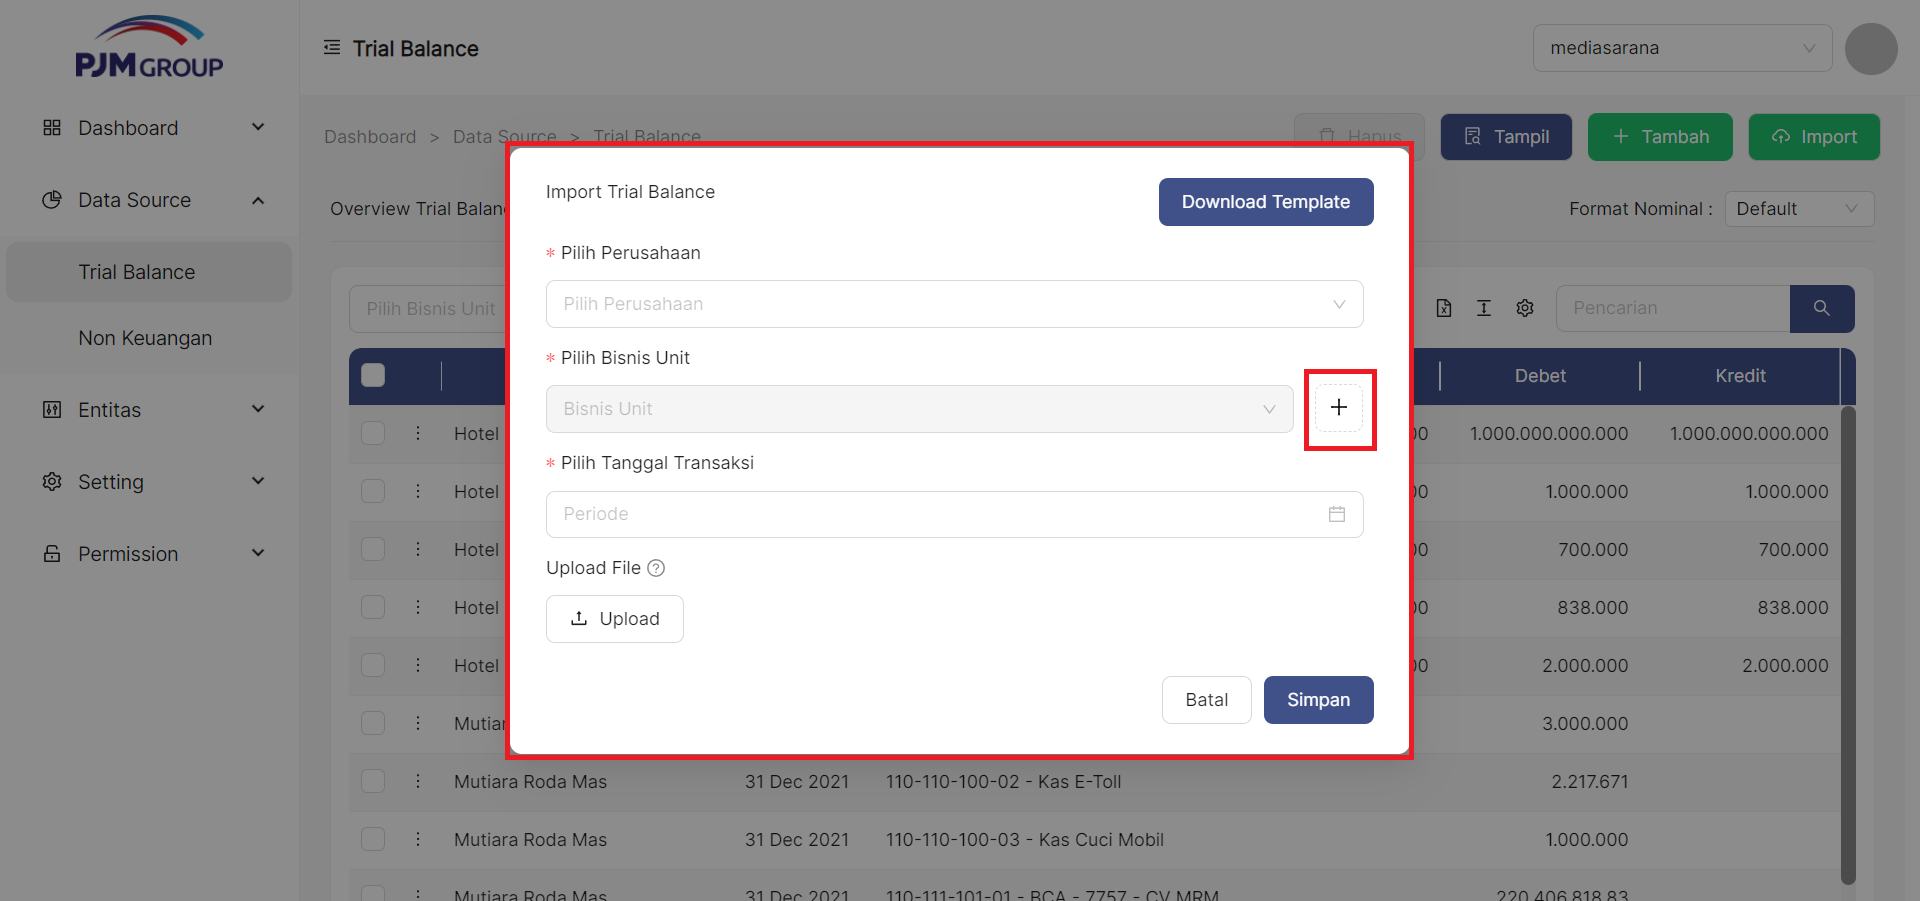 PJM GROUP
Trial Balance
mediasarana
Dashboard
Data Source
Trial Balance
Non Keuangan
Entitas
Setting
Permission
Dashboard > Data Source > Trial Balance
Hapus
Tampil
Tambah
Import
Overview Trial Balan
Format Nominal :
Default
Pilih Bisnis Unit
Pencarian
Import Trial Balance
Download Template
* Pilih Perusahaan
Pilih Perusahaan
* Pilih Bisnis Unit
Bisnis Unit
* Pilih Tanggal Transaksi
Periode
Upload File
Upload
Batal
Simpan
Debet Kredit
Hotel 00 1.000.000.000.000 1.000.000.000.000
Hotel 00 1.000.000 1.000.000
Hotel 00 700.000 700.000
Hotel 00 838.000 838.000
Hotel 00 2.000.000 2.000.000
Mutiar 3.000.000
Mutiara Roda Mas 31 Dec 2021 110-110-100-02 - Kas E-Toll 2.217.671
Mutiara Roda Mas 31 Dec 2021 110-110-100-03 - Kas Cuci Mobil 1.000.000
Mutiara Roda Mas 31 Dec 2021 110-111-101-01 - BCA - 7757 - CV MRM 220.406.818,83